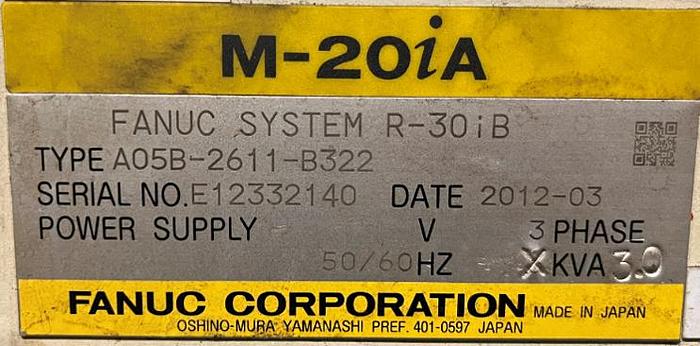 M-20iA
FANUC SYSTEM R-30iB
TYPE A05B-2611-B322
SERIAL NO. E12332140 DATE 2012-03
POWER SUPPLY V 3 PHASE
50/60 HZ X KVA 3.0
FANUC CORPORATION MADE IN JAPAN
OSHINO-MURA YAMANASHI PREF. 401-0597 JAPAN